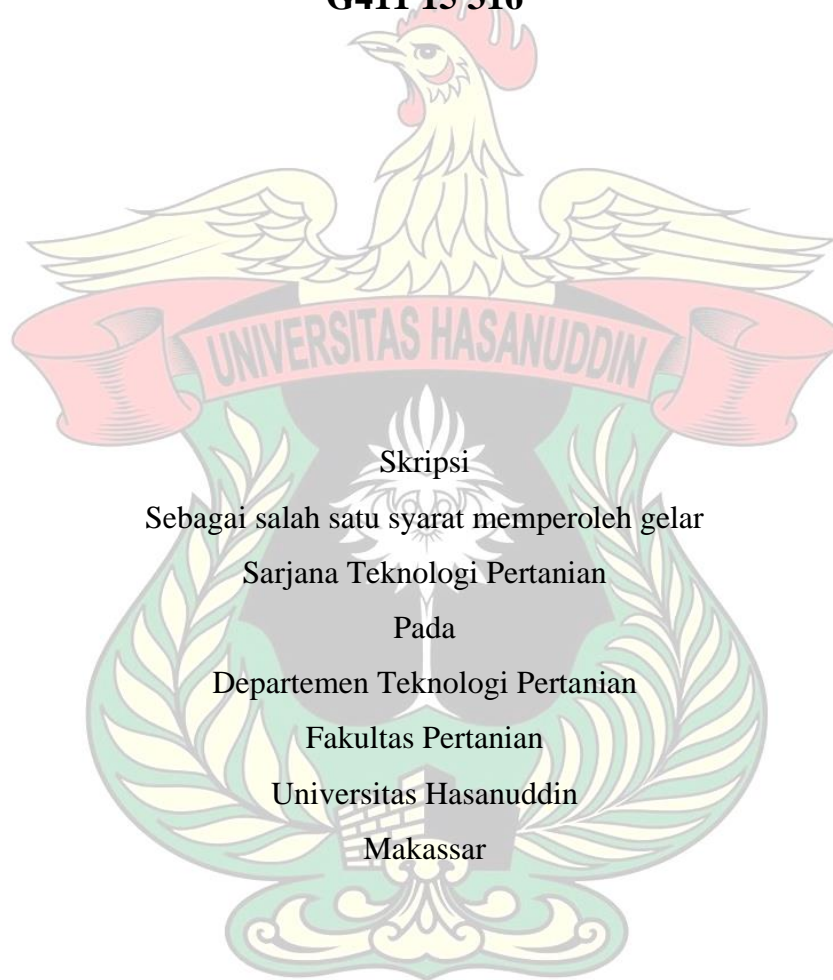 G411 15 316
UNIVERSITAS HASANUDDIN
Skripsi
Sebagai salah satu syarat memperoleh gelar
Sarjana Teknologi Pertanian
Pada
Departemen Teknologi Pertanian
Fakultas Pertanian
Universitas Hasanuddin
Makassar